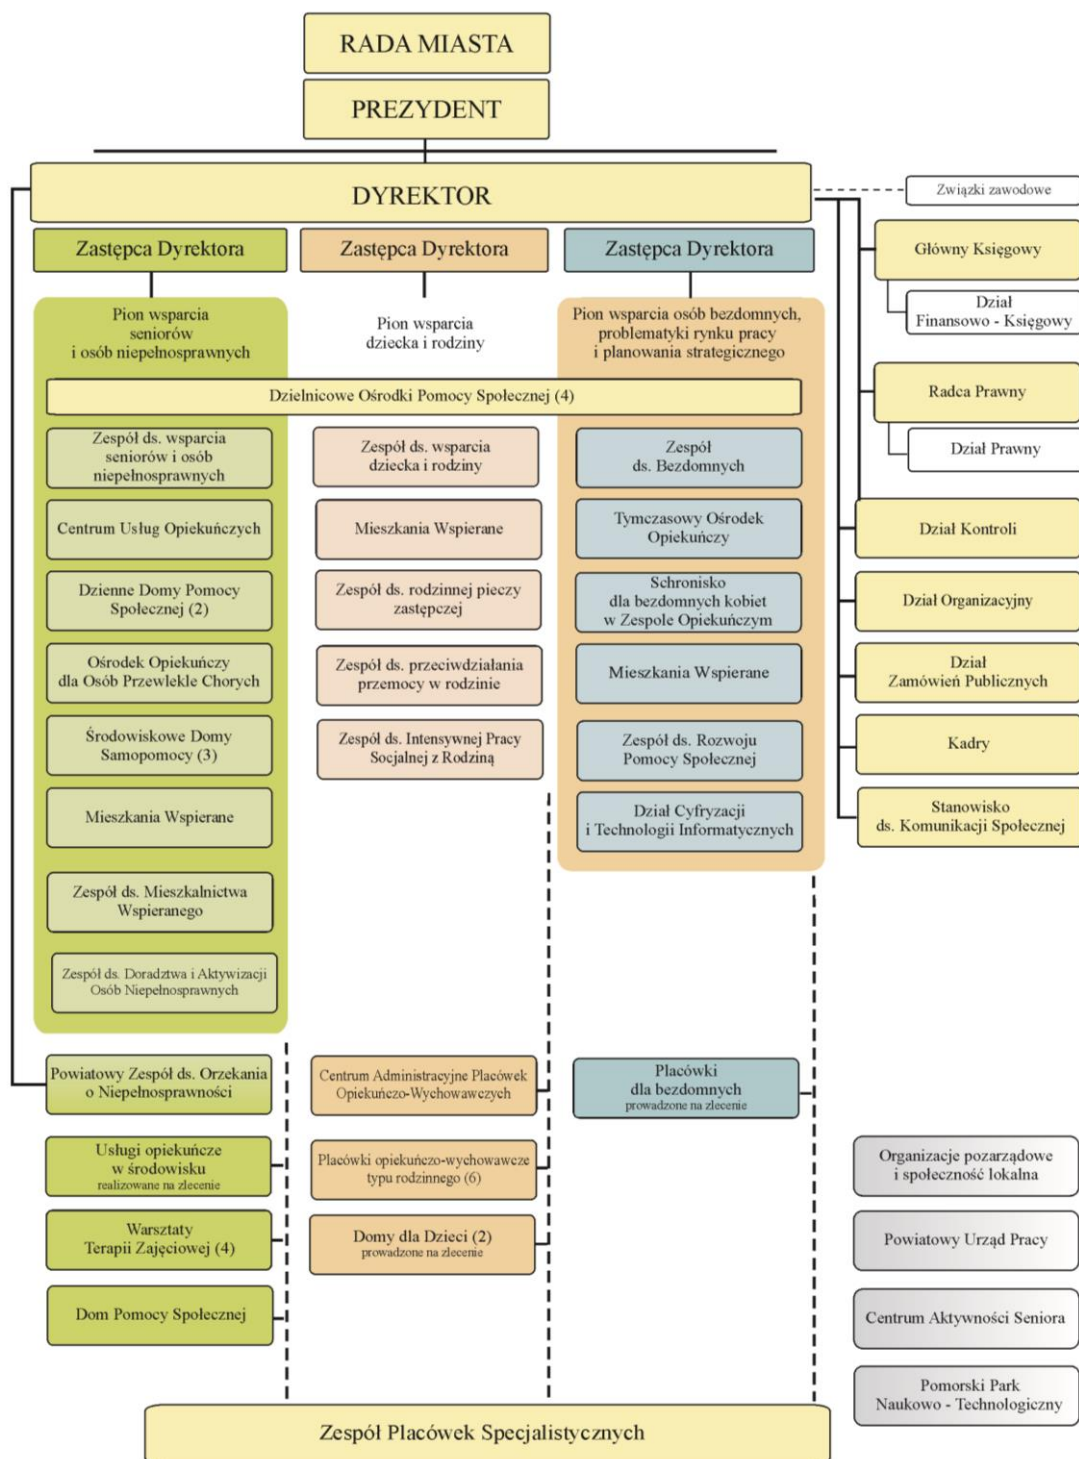 RADA MIASTA
PREZYDENT
DYREKTOR
Związki zawodowe
Zastępca Dyrektora
Zastępca Dyrektora
Zastępca Dyrektora
Główny Księgowy
Dział
Finansowo - Księgowy
Radca Prawny
Dział Prawny
Dział Kontroli
Dział Organizacyjny
Dział
Zamówień Publicznych
Kadry
Stanowisko
ds. Komunikacji Społecznej
Pion wsparcia
seniorów
i osób niepełnosprawnych
Pion wsparcia
dziecka i rodziny
Pion wsparcia osób bezdomnych,
problematyki rynku pracy
i planowania strategicznego
Dzielnicowe Ośrodki Pomocy Społecznej (4)
Zespół ds. wsparcia
seniorów i osób
niepełnosprawnych
Centrum Usług Opiekuńczych
Dzienne Domy Pomocy
Społecznej (2)
Ośrodek Opiekuńczy
dla Osób Przewlekle Chorych
Środowiskowe Domy
Samopomocy (3)
Mieszkania Wspierane
Zespół ds. Mieszkalnictwa
Wspieranego
Zespół ds. Doradztwa i Aktywizacji
Osób Niepełnosprawnych
Zespół ds. wsparcia
dziecka i rodziny
Mieszkania Wspierane
Zespół ds. rodzinnej pieczy
zastępczej
Zespół ds. przeciwdziałania
przemocy w rodzinie
Zespół ds. Intensywnej Pracy
Socjalnej z Rodziną
Zespół
ds. Bezdomnych
Tymczasowy Ośrodek
Opiekuńczy
Schronisko
dla bezdomnych kobiet
w Zespole Opiekuńczym
Mieszkania Wspierane
Zespół ds. Rozwoju
Pomocy Społecznej
Dział Cyfryzacji
i Technologii Informatycznych
Powiatowy Zespół ds. Orzekania
o Niepełnosprawności
Usługi opiekuńcze
w środowisku
realizowane na zlecenie
Warsztaty
Terapii Zajęciowej (4)
Dom Pomocy Społecznej
Centrum Administracyjne Placówek
Opiekuńczo-Wychowawczych
Placówki opiekuńczo-wychowawcze
typu rodzinnego (6)
Domy dla Dzieci (2)
prowadzone na zlecenie
Placówki
dla bezdomnych
prowadzone na zlecenie
Organizacje pozarządowe
i społeczność lokalna
Powiatowy Urząd Pracy
Centrum Aktywności Seniora
Pomorski Park
Naukowo - Technologiczny
Zespół Placówek Specjalistycznych